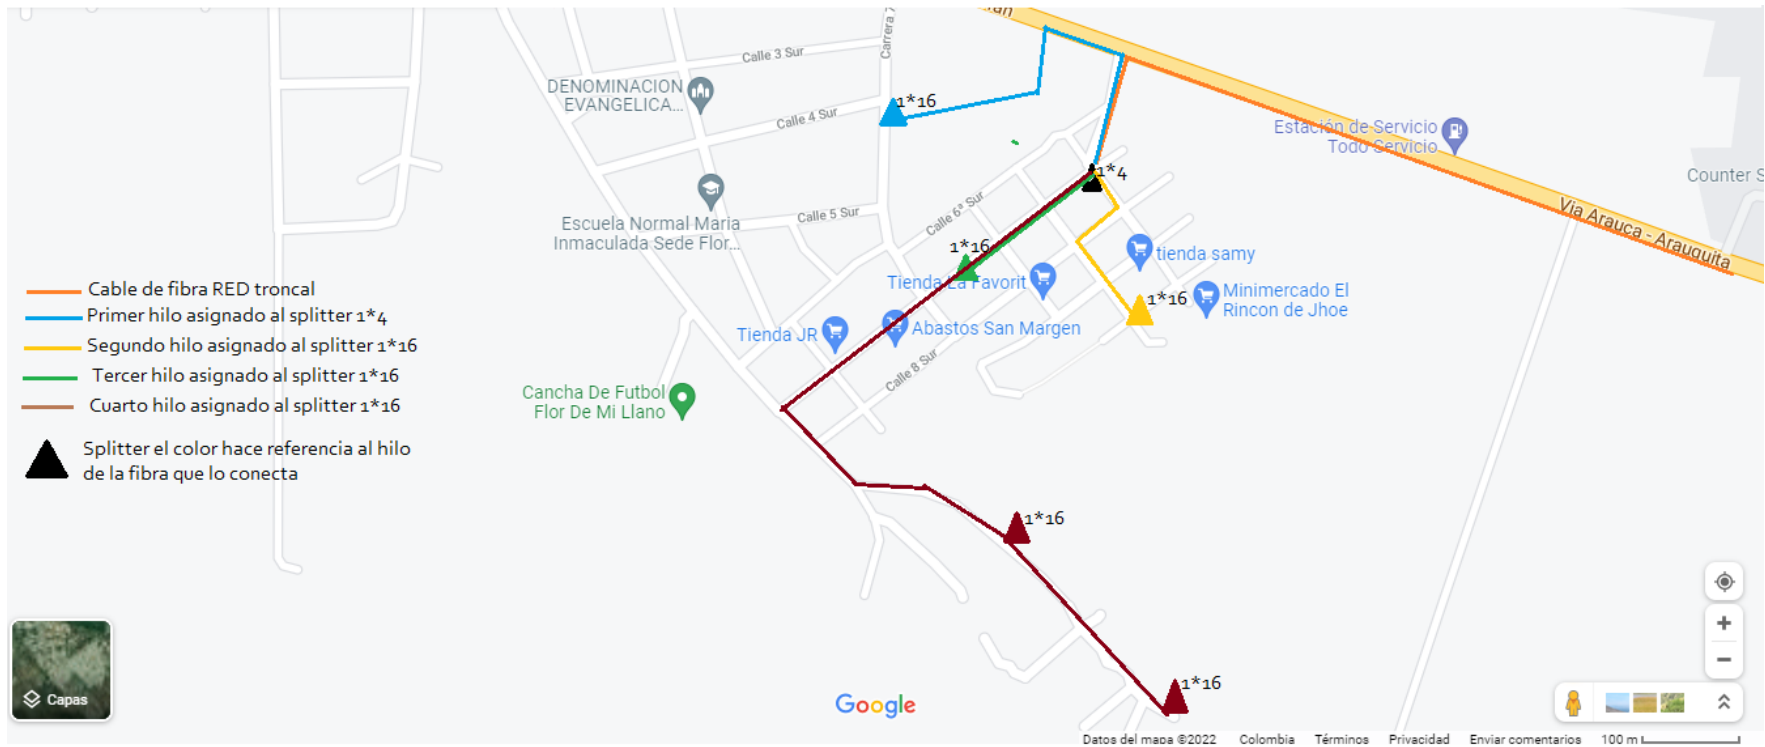 ran
Calle 3 Sur
Carrera 7
DENOMINACION
EVANGELICA...
1*16
Calle 4 Sur
Estación de Servicio
Todo Servicio
1*4
Counter S
Calle 6ª Sur
Via Arauca - Arauquita
Calle 5 Sur
Escuela Normal Maria
Inmaculada Sede Flor...
1*16
tienda samy
Tienda La Favorit
1*16
Minimercado El
Rincon de Jhoe
Tienda JR
Abastos San Margen
Calle 8 Sur
Cancha De Futbol
Flor De Mi Llano
Cable de fibra RED troncal
Primer hilo asignado al splitter 1*4
Segundo hilo asignado al splitter 1*16
Tercer hilo asignado al splitter 1*16
Cuarto hilo asignado al splitter 1*16
Splitter el color hace referencia al hilo
de la fibra que lo conecta
1*16
1*16
Capas
Google
Datos del mapa ©2022 Colombia Términos Privacidad Enviar comentarios 100 m